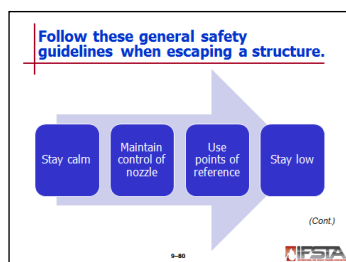 Follow these general safety
guidelines when escaping a structure.
Stay calm
Maintain
control of
nozzle
Use
points of
reference
Stay low
(Cont.)
9–80
IFSTA